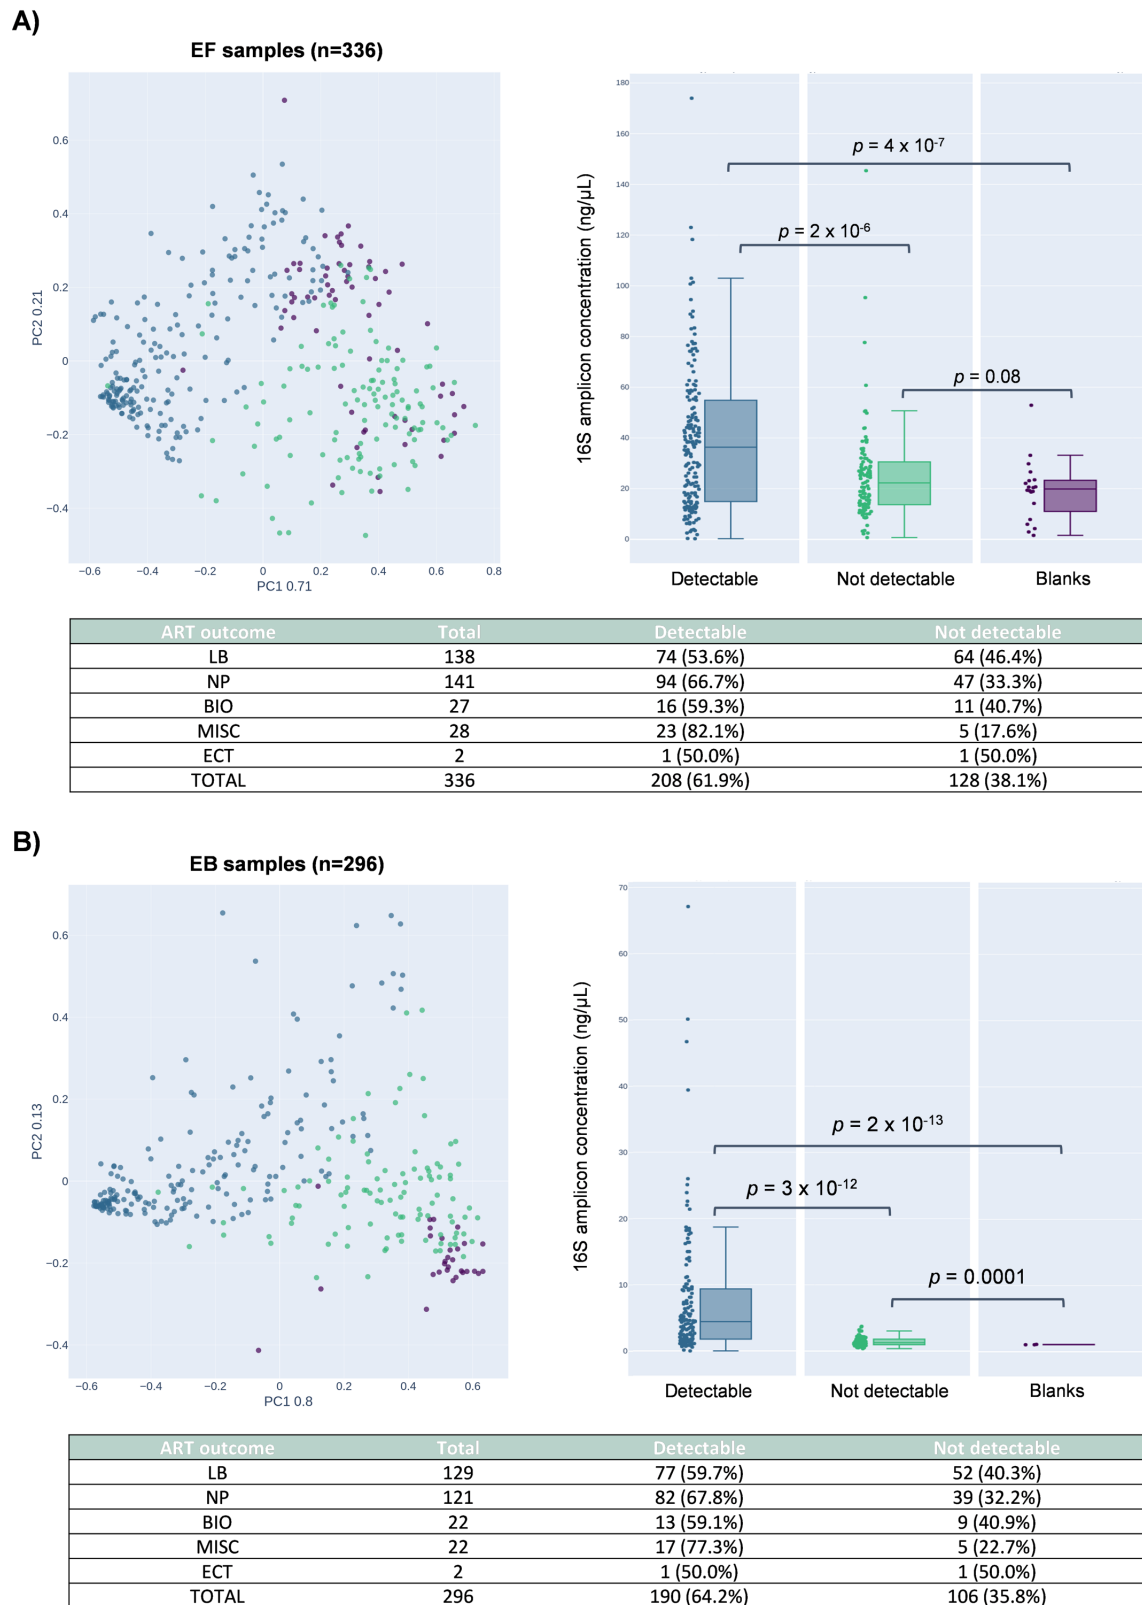 A)
EF samples (n=336)
0.6
0.4
0.2
0
−0.2
−0.4
PC2 0.21
−0.6
−0.4
−0.2
0
0.2
0.4
0.6
0.8
PC1 0.71
180
160
140
120
100
80
60
40
20
0
16S amplicon concentration (ng/µL)
p = 4 x 10-7
p = 2 x 10-6
p = 0.08
Detectable Not detectable Blanks
ART outcome Total Detectable Not detectable
LB 138 74 (53.6%) 64 (46.4%)
NP 141 94 (66.7%) 47 (33.3%)
BIO 27 16 (59.3%) 11 (40.7%)
MISC 28 23 (82.1%) 5 (17.6%)
ECT 2 1 (50.0%) 1 (50.0%)
TOTAL 336 208 (61.9%) 128 (38.1%)
B)
EB samples (n=296)
0.6
0.4
0.2
0
−0.2
−0.4
PC2 0.13
−0.6
−0.4
−0.2
0
0.2
0.4
0.6
PC1 0.8
70
60
50
40
30
20
10
0
16S amplicon concentration (ng/µL)
p = 2 x 10-13
p = 3 x 10-12
p = 0.0001
Detectable Not detectable Blanks
ART outcome Total Detectable Not detectable
LB 129 77 (59.7%) 52 (40.3%)
NP 121 82 (67.8%) 39 (32.2%)
BIO 22 13 (59.1%) 9 (40.9%)
MISC 22 17 (77.3%) 5 (22.7%)
ECT 2 1 (50.0%) 1 (50.0%)
TOTAL 296 190 (64.2%) 106 (35.8%)